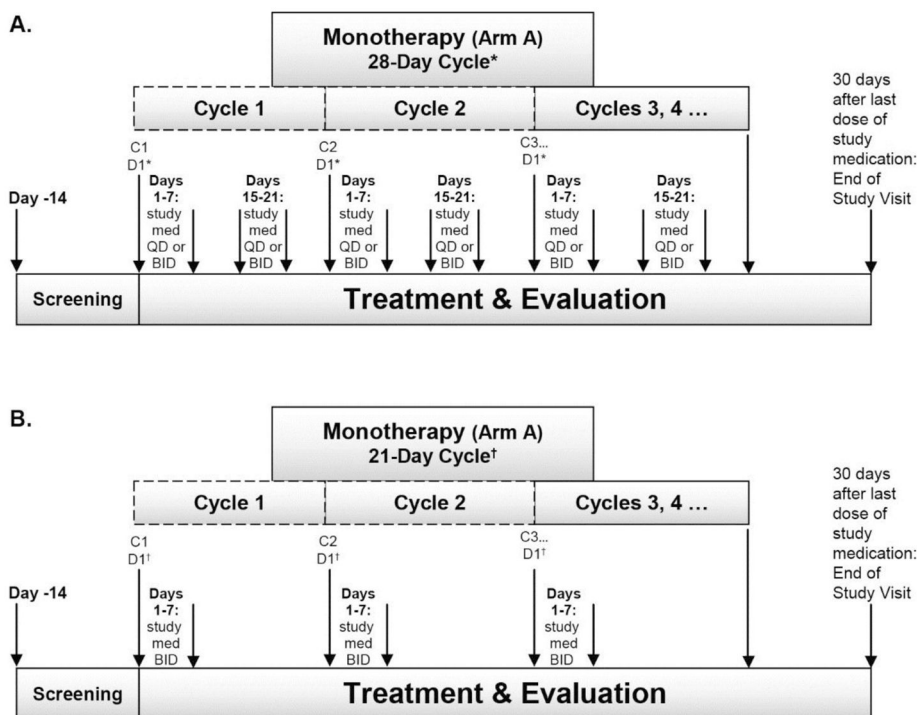 A.
Monotherapy (Arm A)
28-Day Cycle*
Cycle 1
Cycle 2
Cycles 3, 4 …
30 days
after last
dose of
study
medication:
End of
Study Visit
C1
D1*
C2
D1*
C3...
D1*
Day -14
Days
1-7:
study
med
QD or
BID
Days
15-21:
study
med
QD or
BID
Days
1-7:
study
med
QD or
BID
Days
15-21:
study
med
QD or
BID
Days
1-7:
study
med
QD or
BID
Days
15-21:
study
med
QD or
BID
Screening
Treatment & Evaluation
B.
Monotherapy (Arm A)
21-Day Cycle†
Cycle 1
Cycle 2
Cycles 3, 4 …
30 days
after last
dose of
study
medication:
End of
Study Visit
C1
D1†
C2
D1†
C3...
D1†
Day -14
Days
1-7:
study
med
BID
Days
1-7:
study
med
BID
Days
1-7:
study
med
BID
Screening
Treatment & Evaluation